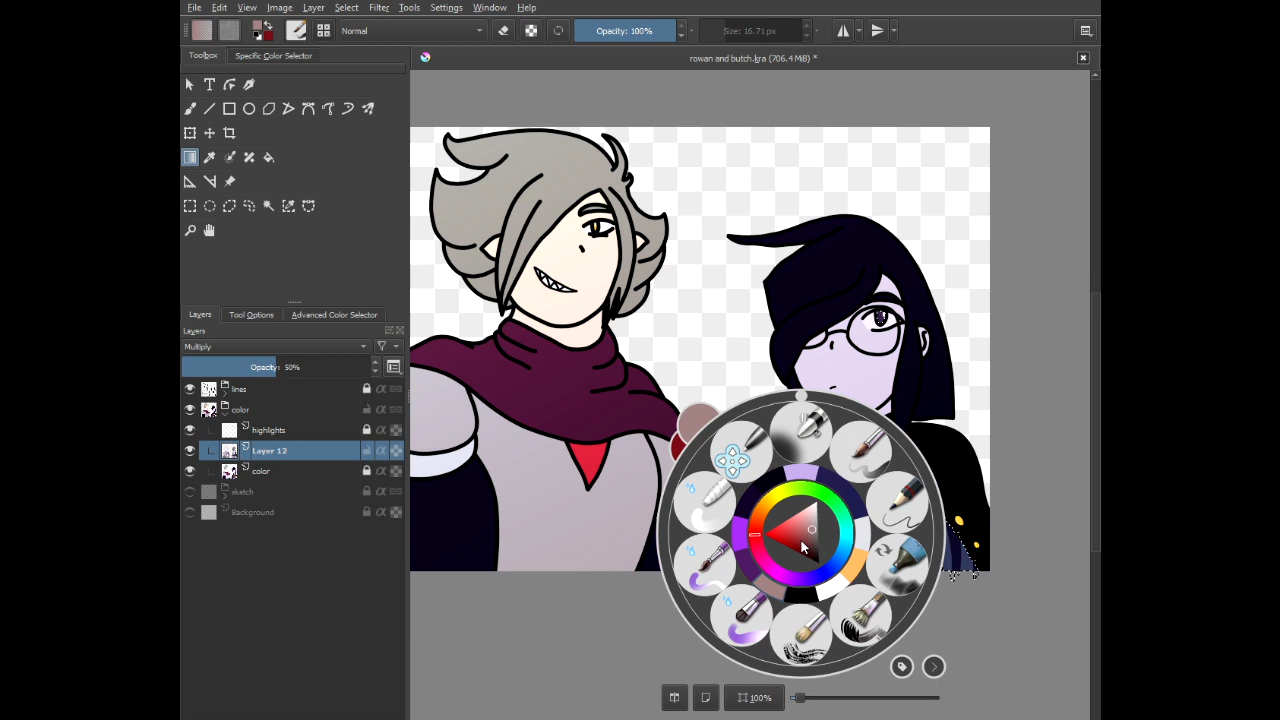 File Edit View Image Layer Select Filter Tools Settings Window Help
Normal Opacity: 100% Size: 16.71 px
Toolbox Specific Color Selector
rowan and butch.kra (706.4 MiB) *
Layers Tool Options Advanced Color Selector
Layers
Multiply
Opacity: 50%
lines
color
highlights
Layer 12
color
sketch
Background
100%